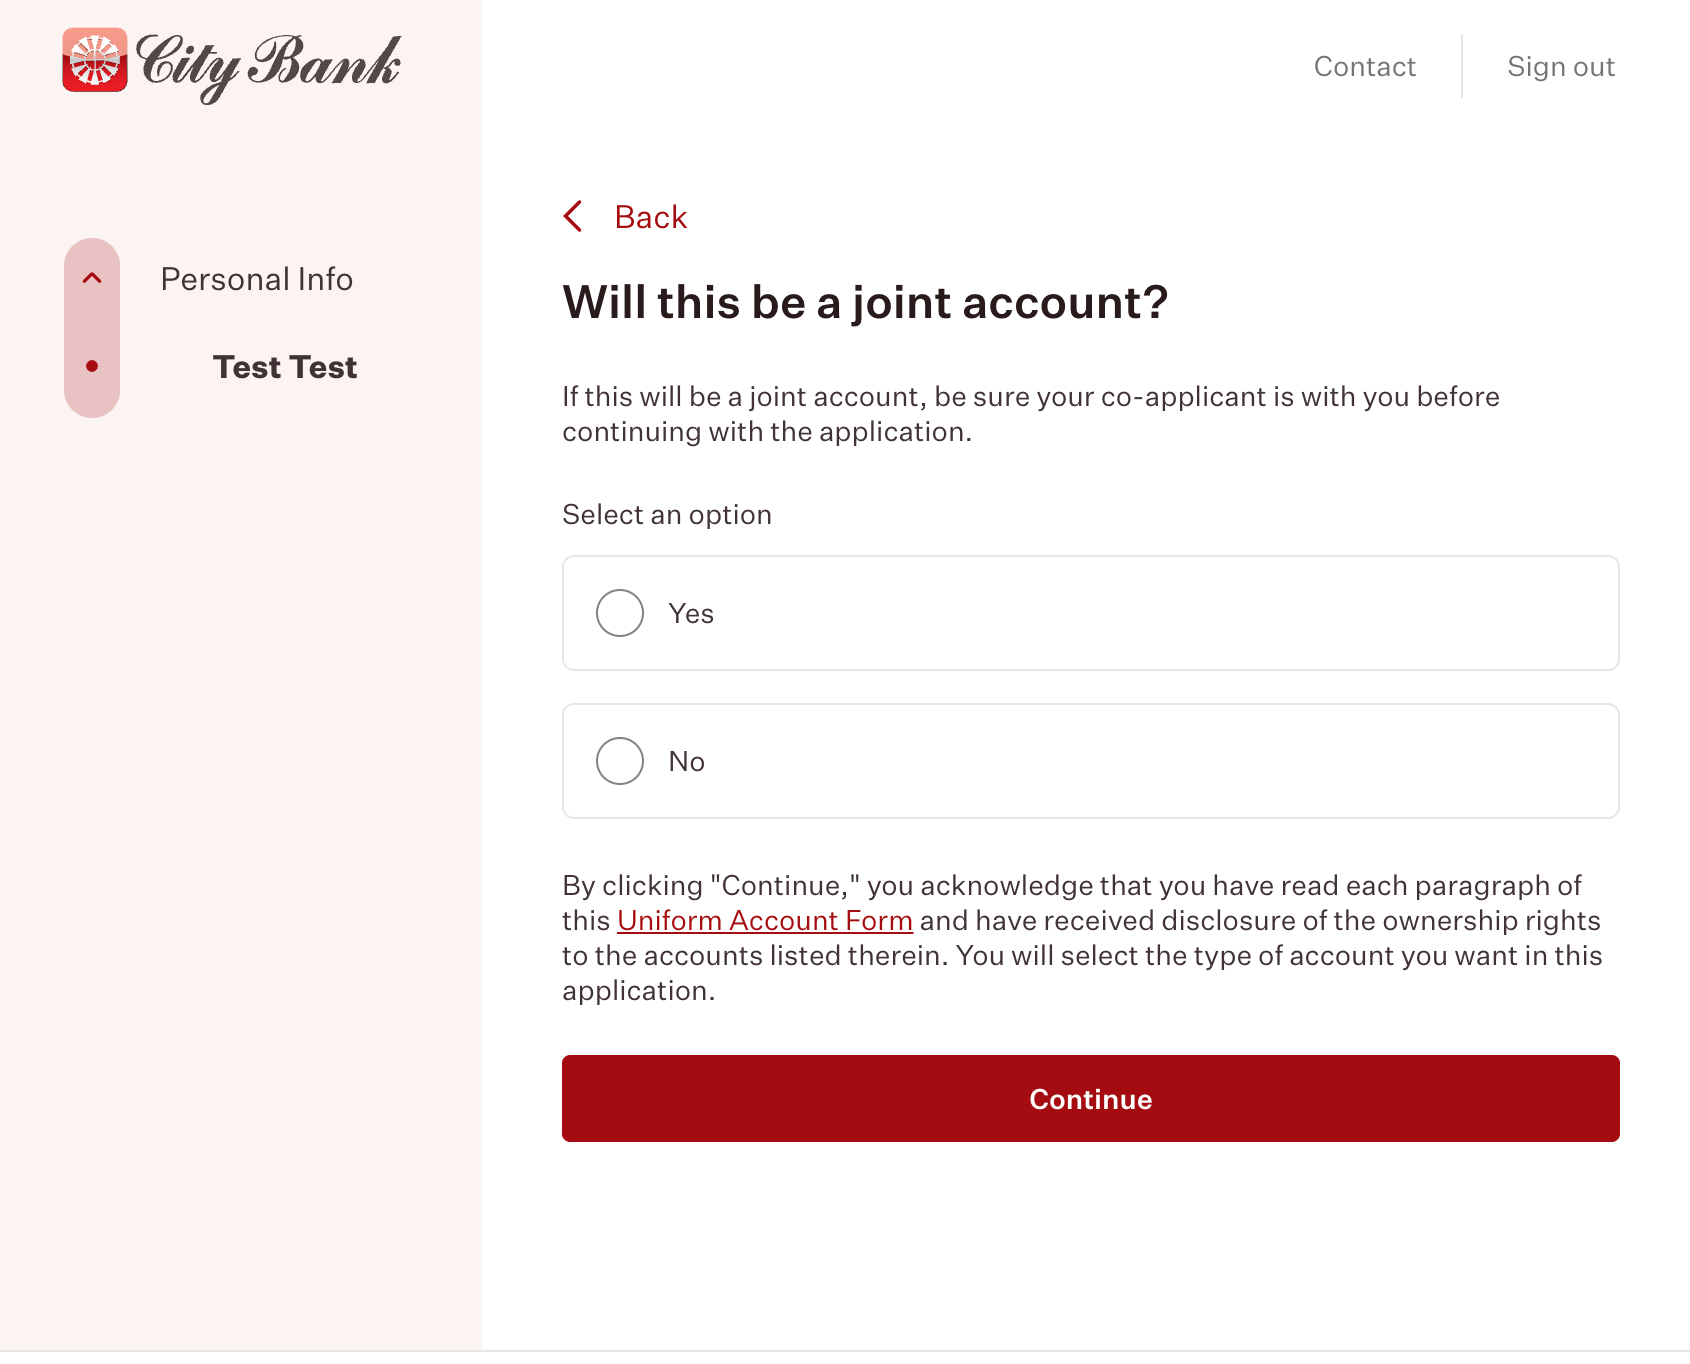 City Bank
Contact
Sign out
Personal Info
Test Test
Back
Will this be a joint account?
If this will be a joint account, be sure your co-applicant is with you before
continuing with the application.
Select an option
Yes
No
By clicking "Continue," you acknowledge that you have read each paragraph of
this Uniform Account Form and have received disclosure of the ownership rights
to the accounts listed therein. You will select the type of account you want in this
application.
Continue